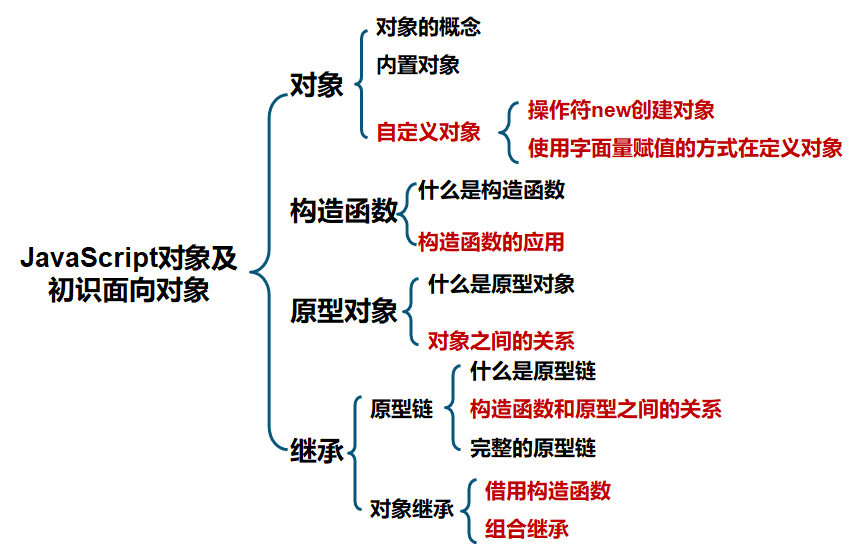 对象的概念
内置对象
对象
自定义对象
操作符new创建对象
使用字面量赋值的方式在定义对象
什么是构造函数
构造函数
构造函数的应用
JavaScript对象及
初识面向对象
什么是原型对象
原型对象
对象之间的关系
什么是原型链
原型链
构造函数和原型之间的关系
完整的原型链
继承
对象继承
借用构造函数
组合继承